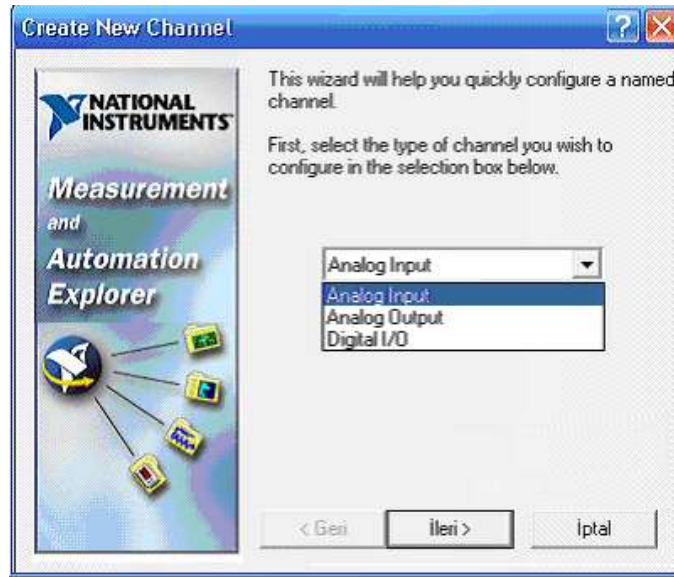 Create New Channel
NATIONAL
INSTRUMENTS
Measurement
and
Automation
Explorer
This wizard will help you quickly configure a named
channel.
First, select the type of channel you wish to
configure in the selection box below.
Analog Input
Analog Input
Analog Output
Digital I/O
< Geri
İleri >
İptal